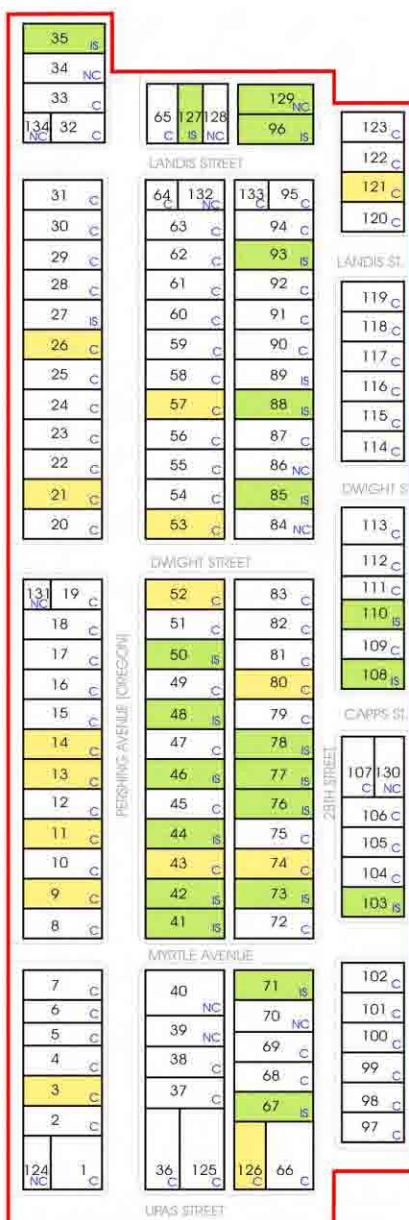 35 IS
34 NC
33 C
134 NC 32 C
65 C 127 IS 128 NC
129 NC
96 IS
LANDIS STREET
123 C
122 C
121 C
120 C
LANDIS ST.
31 C
30 C
29 C
28 C
27 IS
26 C
25 C
24 C
23 C
22 C
21 C
20 C
64 C 132 NC
63 C
62 C
61 C
60 C
59 C
58 C
57 C
56 C
55 C
54 C
53 C
133 C 95 C
94 C
93 IS
92 C
91 C
90 C
89 IS
88 IS
87 C
86 NC
85 IS
84 NC
119 C
118 C
117 C
116 C
115 C
114 C
DWIGHT STREET
DWIGHT S
131 NC 19 C
18 C
17 C
16 C
15 C
14 C
13 C
12 C
11 C
10 C
9 C
8 C
PERSHING AVENUE (OREGON)
52 C
51 C
50 IS
49 C
48 IS
47 C
46 IS
45 C
44 IS
43 C
42 IS
41 IS
83 C
82 C
81 C
80 C
79 C
78 IS
77 IS
76 IS
75 C
74 C
73 IS
72 C
28TH STREET
113 C
112 C
111 C
110 IS
109 C
108 IS
CAPPS ST.
107 C 130 NC
106 C
105 C
104 C
103 IS
MYRTLE AVENUE
7 C
6 C
5 C
4 C
3 C
2 C
124 NC 1 C
40 NC
39 NC
38 C
37 C
36 C 125 C
71 IS
70 NC
69 C
68 C
67 IS
126 C 66 C
102 C
101 C
100 C
99 C
98 C
97 C
UPAS STREET